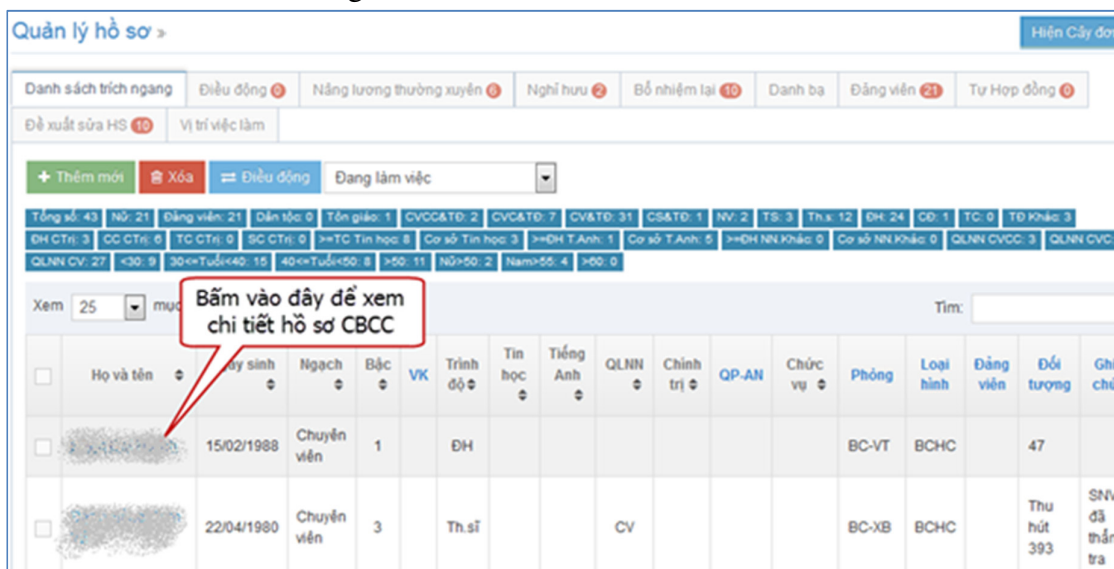 Quản lý hồ sơ »
Hiện Cây đơn
Danh sách trích ngang Điều động 0 Nâng lương thường xuyên 6 Nghỉ hưu 2 Bổ nhiệm lại 10 Danh bạ Đảng viên 21 Tự Hợp đồng 0
Đề xuất sửa HS 10 Vị trí việc làm
+ Thêm mới Xóa Điều động Đang làm việc
Tổng số: 43 Nữ: 21 Đảng viên: 21 Dân tộc: 0 Tôn giáo: 1 CVCC&TĐ: 2 CVC&TĐ: 7 CV&TĐ: 31 CS&TĐ: 1 NV: 2 TS: 3 Th.s: 12 ĐH: 24 CĐ: 1 TC: 0 TĐ Khác: 3
ĐH CTrị: 3 CC CTrị: 6 TC CTrị: 0 SC CTrị: 0 >=TC Tin học: 8 Cơ sở Tin học: 3 >=ĐH T.Anh: 1 Cơ sở T.Anh: 5 >=ĐH NN.Khác: 0 Cơ sở NN.Khác: 0 QLNN CVCC: 3 QLNN CVC:
QLNN CV: 27 <30: 9 30<=Tuổi<40: 15 40<=Tuổi<50: 8 >50: 11 Nữ>50: 2 Nam>55: 4 >60: 0
Xem 25 mục
Bấm vào đây để xem
chi tiết hồ sơ CBCC
Tìm:
Họ và tên sinh Ngạch Bậc VK Trình độ Tin học Tiếng Anh QLNN Chính trị QP-AN Chức vụ Phòng Loại hình Đảng viên Đối tượng Ghi chú
15/02/1988 Chuyên viên 1 ĐH BC-VT BCHC 47
22/04/1980 Chuyên viên 3 Th.sĩ CV BC-XB BCHC Thu hút 393 SNV đã thẩm tra